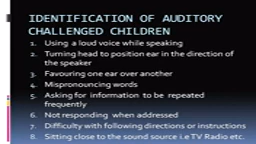 IDENTIFICATION OF AUDITORY
CHALLENGED CHILDREN
1. Using a loud voice while speaking
2. Turning head to position ear in the direction of
the speaker
3. Favouring one ear over another
4. Mispronouncing words
5. Asking for information to be repeated
frequently
6. Not responding when addressed
7. Difficulty with following directions or instructions
8. Sitting close to the sound source i.e TV Radio etc.